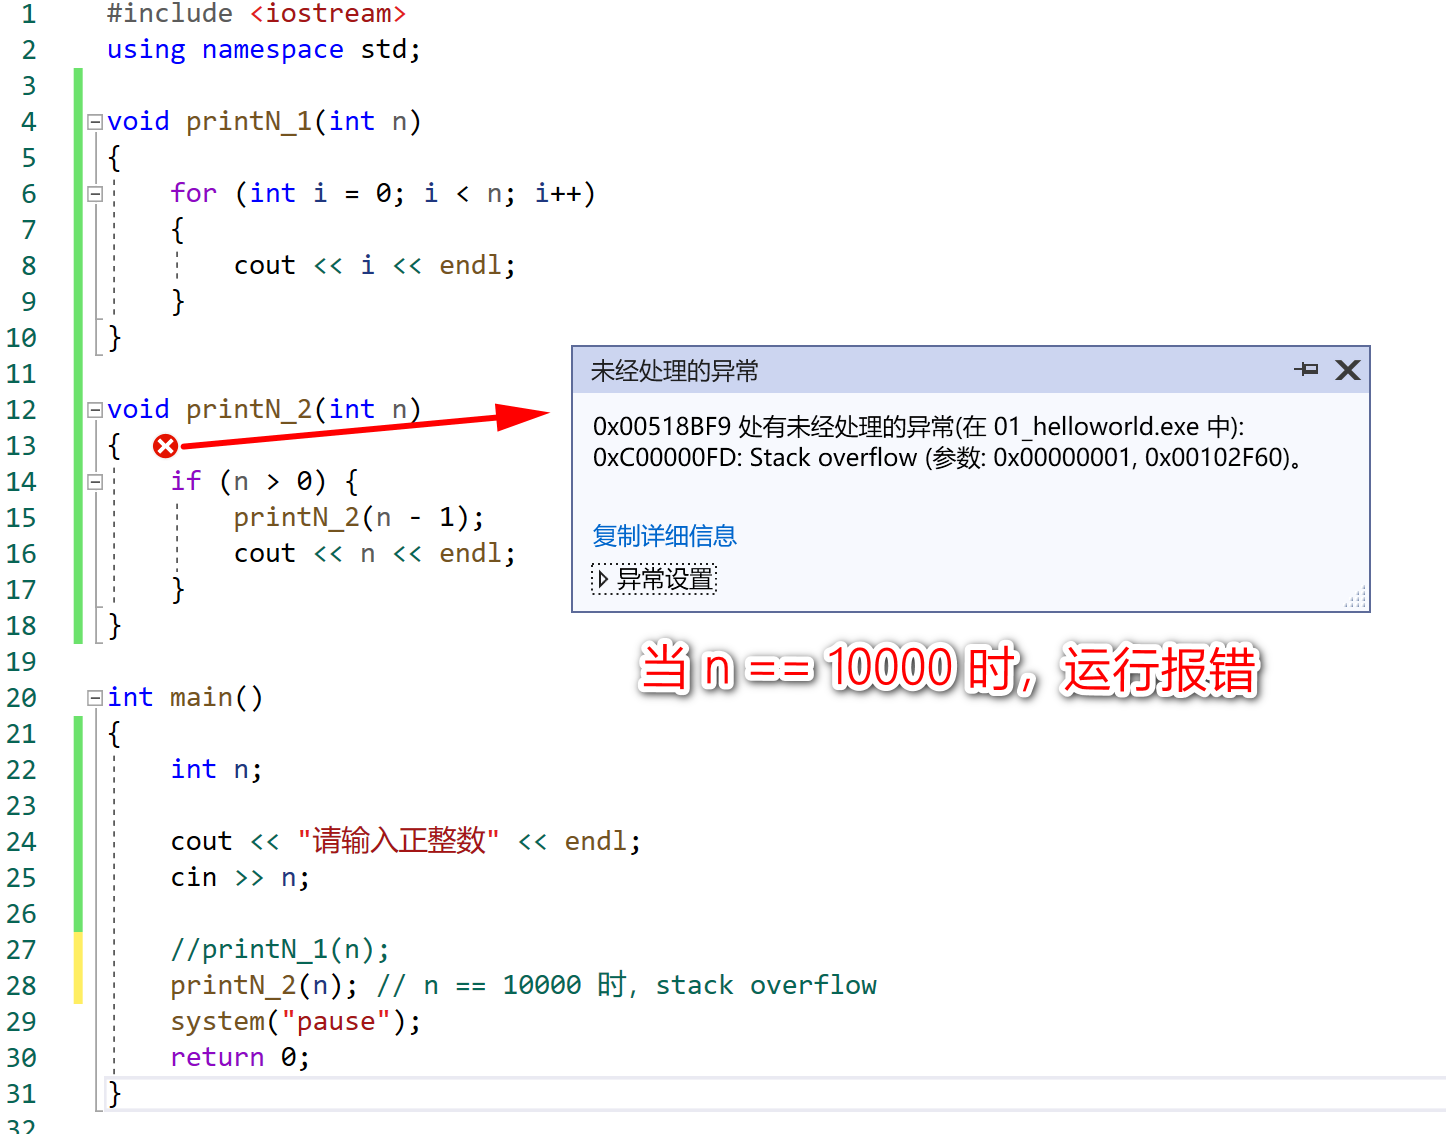 1 #include <iostream>
2 using namespace std;
3
4 void printN_1(int n)
5 {
6 for (int i = 0; i < n; i++)
7 {
8 cout << i << endl;
9 }
10 }
11
12 void printN_2(int n)
13 {
14 if (n > 0) {
15 printN_2(n - 1);
16 cout << n << endl;
17 }
18 }
19
20 int main()
21 {
22 int n;
23
24 cout << "请输入正整数" << endl;
25 cin >> n;
26
27 //printN_1(n);
28 printN_2(n); // n == 10000 时, stack overflow
29 system("pause");
30 return 0;
31 }
32
未经处理的异常
0x00518BF9 处有未经处理的异常(在 01_helloworld.exe 中):
0xC00000FD: Stack overflow (参数: 0x00000001, 0x00102F60)。
复制详细信息
异常设置
当 n == 10000 时，运行报错